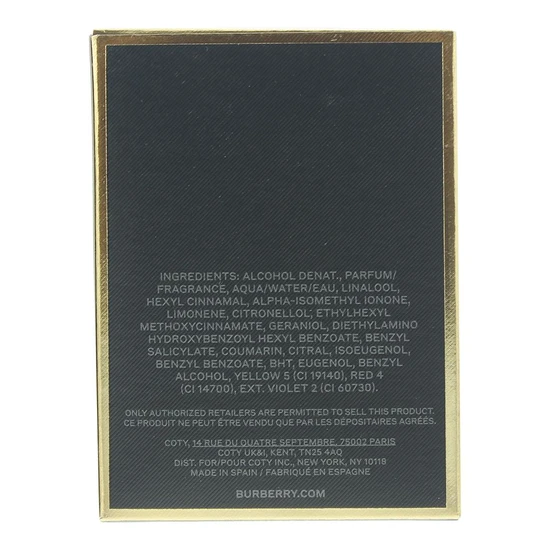 INGREDIENTS: ALCOHOL DENAT., PARFUM/
FRAGRANCE, AQUA/WATER/EAU, LINALOOL,
HEXYL CINNAMAL, ALPHA-ISOMETHYL IONONE,
LIMONENE, CITRONELLOL, ETHYLHEXYL
METHOXYCINNAMATE, GERANIOL, DIETHYLAMINO
HYDROXYBENZOYL HEXYL BENZOATE, BENZYL
SALICYLATE, COUMARIN, CITRAL, ISOEUGENOL,
BENZYL BENZOATE, BHT, EUGENOL, BENZYL
ALCOHOL, YELLOW 5 (CI 19140), RED 4
(CI 14700), EXT. VIOLET 2 (CI 60730).
ONLY AUTHORIZED RETAILERS ARE PERMITTED TO SELL THIS PRODUCT.
CE PRODUIT NE PEUT ÊTRE VENDU QUE PAR LES DÉPOSITAIRES AGRÉÉS.
COTY, 14 RUE DU QUATRE SEPTEMBRE, 75002 PARIS
COTY UK&I, KENT, TN25 4AQ
DIST. FOR/POUR COTY INC., NEW YORK, NY 10118
MADE IN SPAIN / FABRIQUÉ EN ESPAGNE
BURBERRY.COM